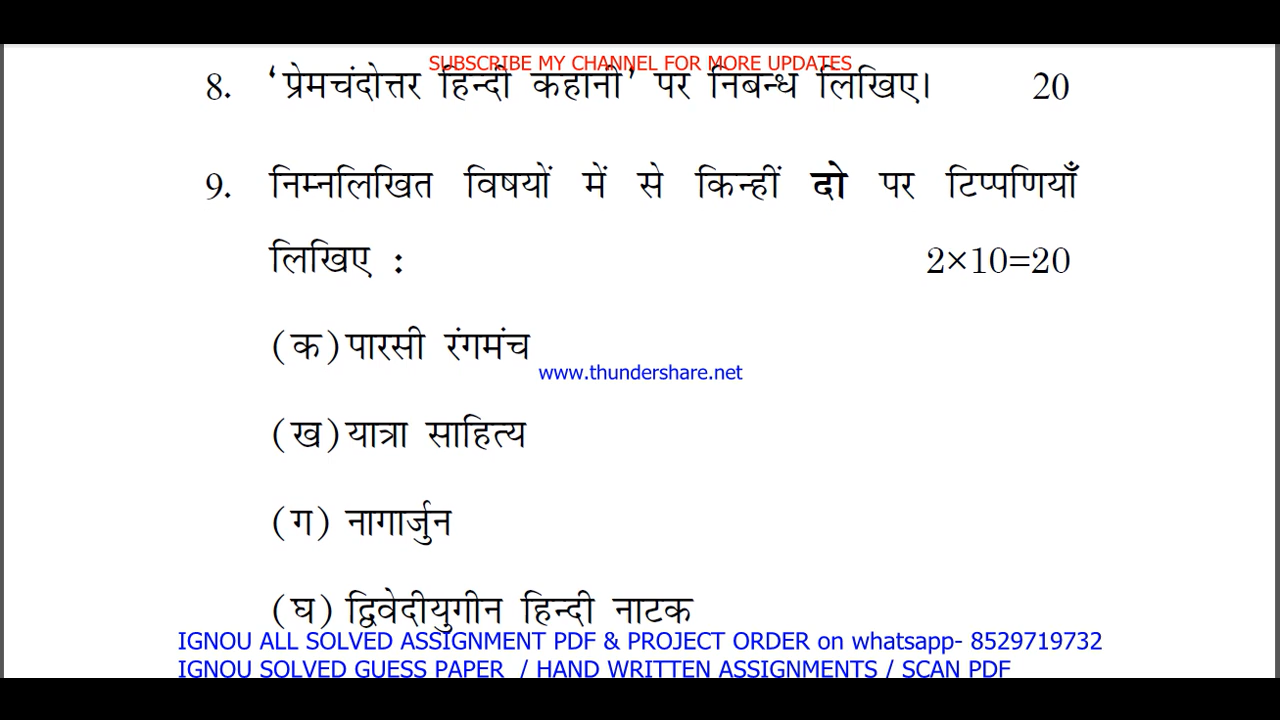 SUBSCRIBE MY CHANNEL FOR MORE UPDATES
8. ‘प्रेमचंदोत्तर हिन्दी कहानी’ पर निबन्ध लिखिए। 20
9. निम्नलिखित विषयों में से किन्हीं दो पर टिप्पणियाँ
लिखिए : 2×10=20
(क) पारसी रंगमंच
www.thundershare.net
(ख) यात्रा साहित्य
(ग) नागार्जुन
(घ) द्विवेदीयुगीन हिन्दी नाटक
IGNOU ALL SOLVED ASSIGNMENT PDF & PROJECT ORDER on whatsapp- 8529719732
IGNOU SOLVED GUESS PAPER / HAND WRITTEN ASSIGNMENTS / SCAN PDF